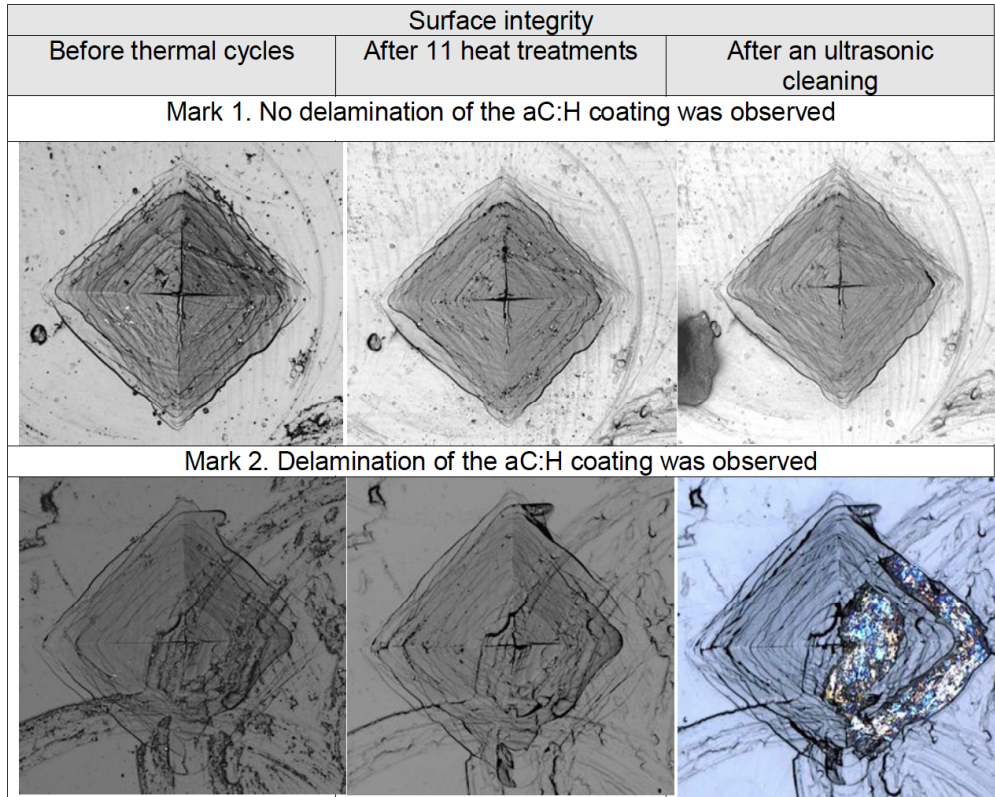 Surface integrity
Before thermal cycles
After 11 heat treatments
After an ultrasonic
cleaning
Mark 1. No delamination of the aC:H coating was observed
Mark 2. Delamination of the aC:H coating was observed